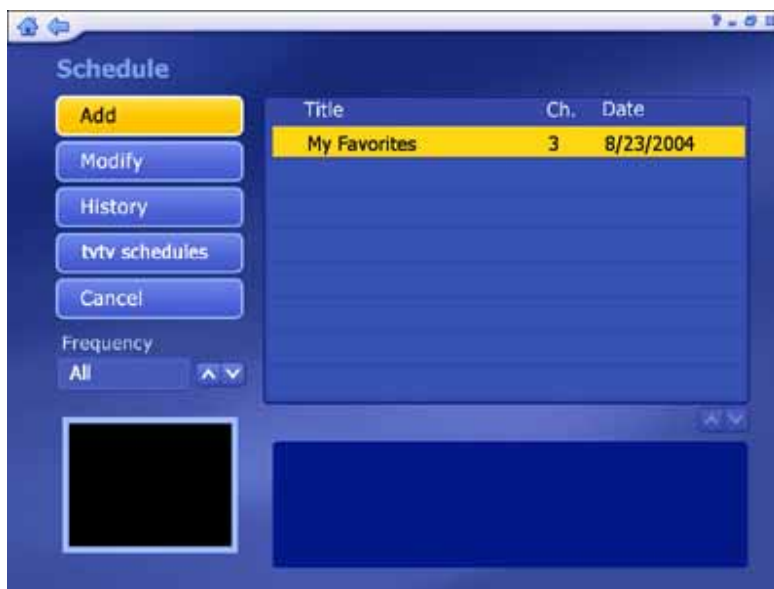 Schedule
Add
Modify
History
tvtv schedules
Cancel
Frequency
All
Title Ch. Date
My Favorites 3 8/23/2004